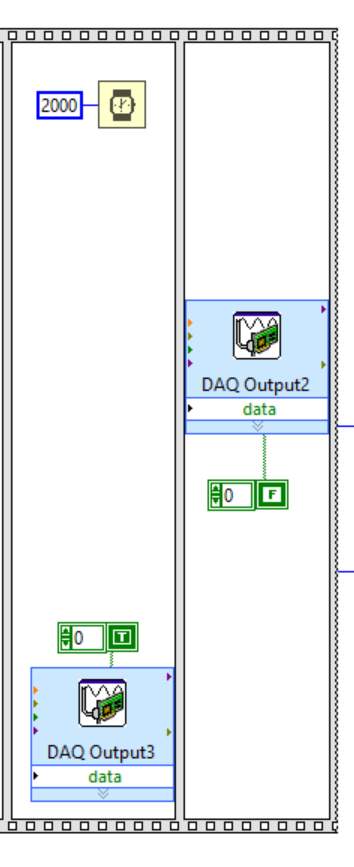 2000
DAQ Output2
data
0
F
0
T
DAQ Output3
data